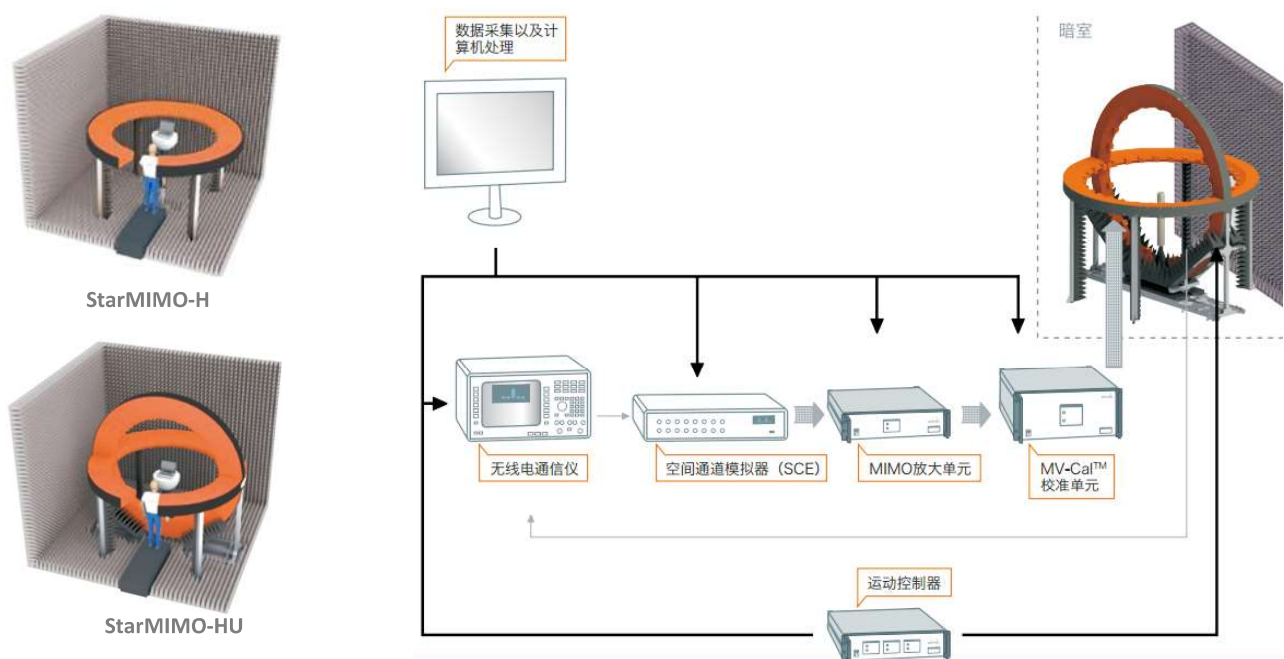 数据采集以及计
算机处理
暗室
StarMIMO-H
无线电通信仪
空间通道模拟器（SCE）
MIMO放大单元
MV-Cal™
校准单元
运动控制器
StarMIMO-HU